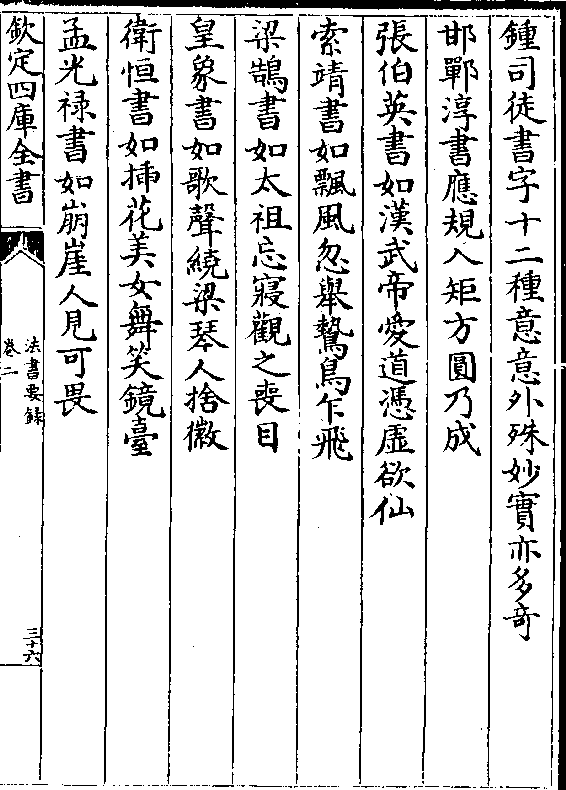 鍾司徒書字十二種意意外殊妙實亦多奇
邯鄲淳書應規入矩方圓乃成
張伯英書如漢武帝愛道憑虛欲仙
索靖書如飄風忽舉鷙鳥乍飛
梁鵠書如太祖忘寢觀之喪目
皇象書如歌聲繞梁琴人捨徽
衛恒書如揷花美女舞笑鏡臺
孟光禄書如崩崖人見可畏
欽定四庫全書
法書要録
卷二
三十六